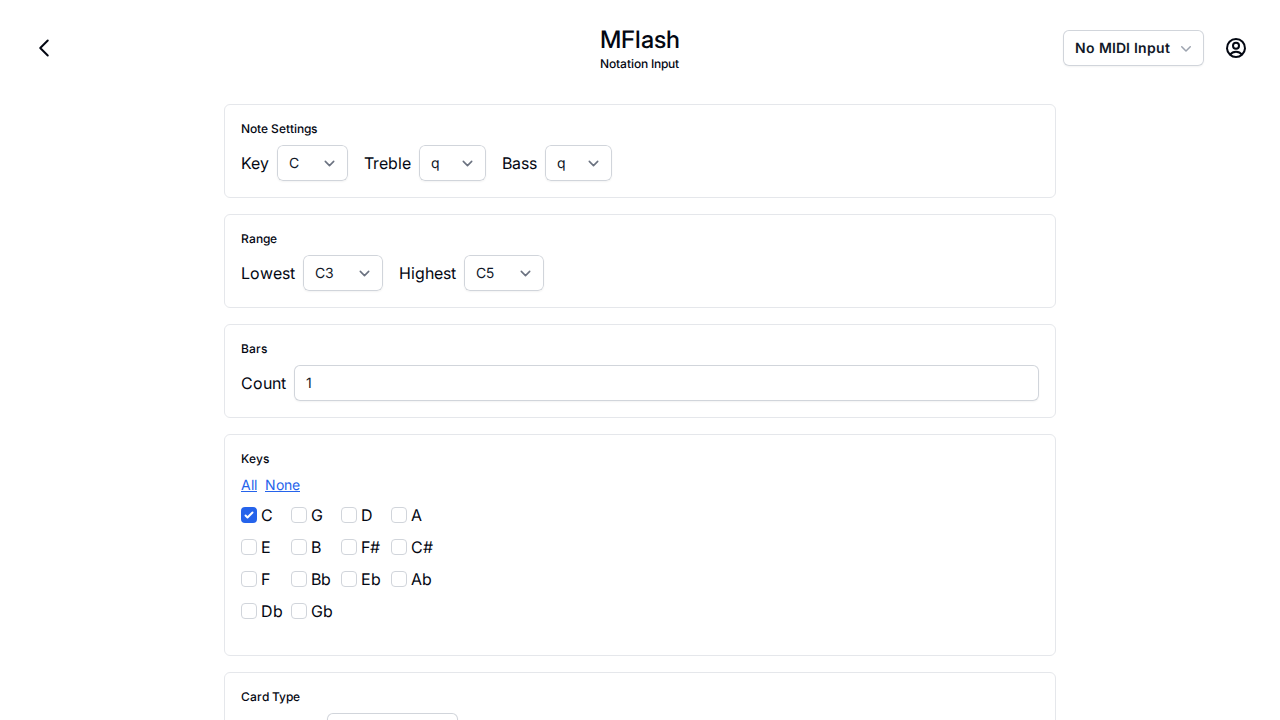 MFlash
Notation Input
No MIDI Input
Note Settings
Key C Treble q Bass q
Range
Lowest C3 Highest C5
Bars
Count 1
Keys
All None
C G D A
E B F# C#
F Bb Eb Ab
Db Gb
Card Type